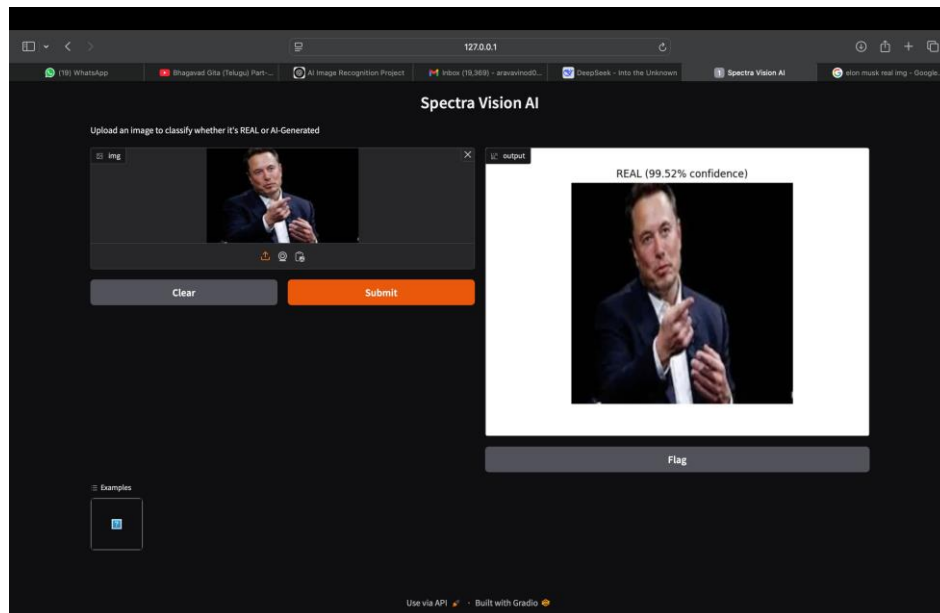 127.0.0.1
(19) WhatsApp
Bhagavad Gita (Telugu) Part-...
AI Image Recognition Project
Inbox (19,369) - aravavinod0...
DeepSeek - Into the Unknown
1 Spectra Vision AI
elon musk real img - Google...
Spectra Vision AI
Upload an image to classify whether it's REAL or AI-Generated
img
output
REAL (99.52% confidence)
Clear
Submit
Flag
Examples
?
Use via API · Built with Gradio